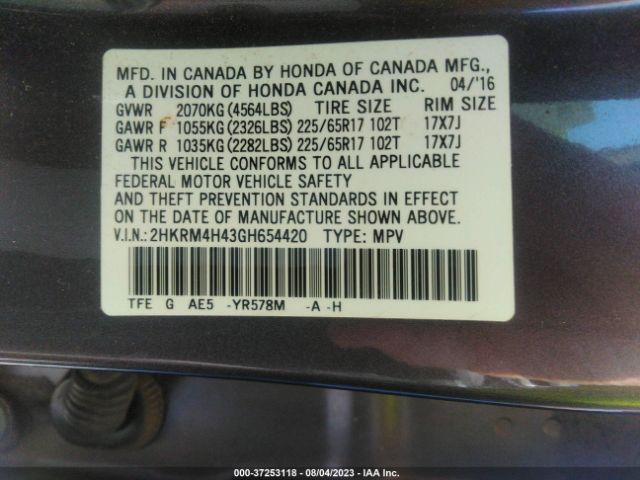 MFD. IN CANADA BY HONDA OF CANADA MFG.,
A DIVISION OF HONDA CANADA INC. 04/'16
GVWR 2070KG(4564LBS) TIRE SIZE RIM SIZE
GAWR F 1055KG(2326LBS) 225/65R17 102T 17X7J
GAWR R 1035KG(2282LBS) 225/65R17 102T 17X7J
THIS VEHICLE CONFORMS TO ALL APPLICABLE
FEDERAL MOTOR VEHICLE SAFETY
AND THEFT PREVENTION STANDARDS IN EFFECT
ON THE DATE OF MANUFACTURE SHOWN ABOVE.
V.I.N.:2HKRM4H43GH654420 TYPE: MPV
TFE G AE5 -YR578M -A -H
000-37253118 - 08/04/2023 - IAA Inc.